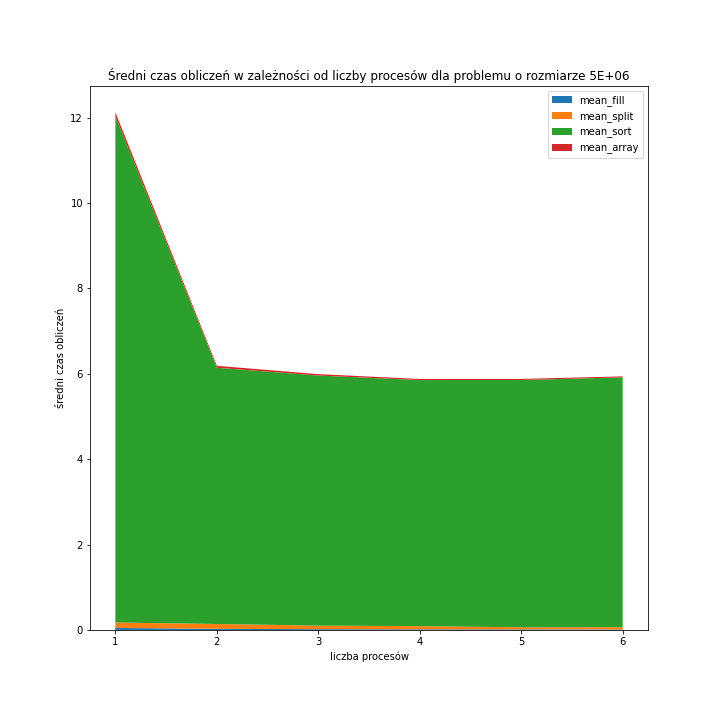 Średni czas obliczeń w zależności od liczby procesów dla problemu o rozmiarze 5E+06
mean_fill
mean_split
mean_sort
mean_array
12
10
8
6
4
2
0
średni czas obliczeń
1 2 3 4 5 6
liczba procesów